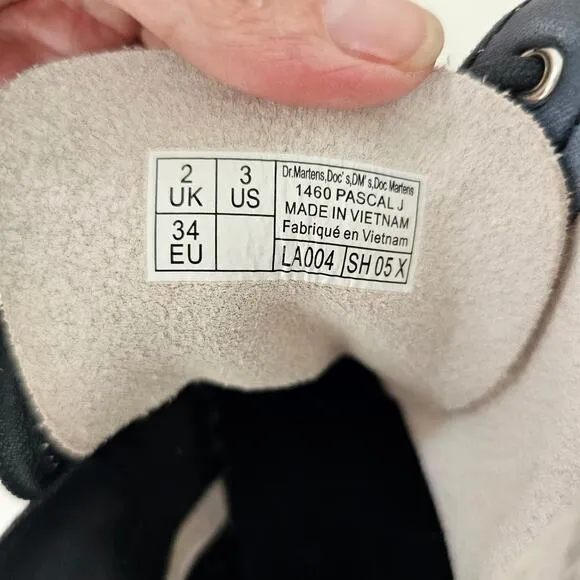 2
UK
3
US
34
EU
Dr.Martens,Doc's,DM's,Doc Martens
1460 PASCAL J
MADE IN VIETNAM
Fabriqué en Vietnam
LA004
SH 05 X